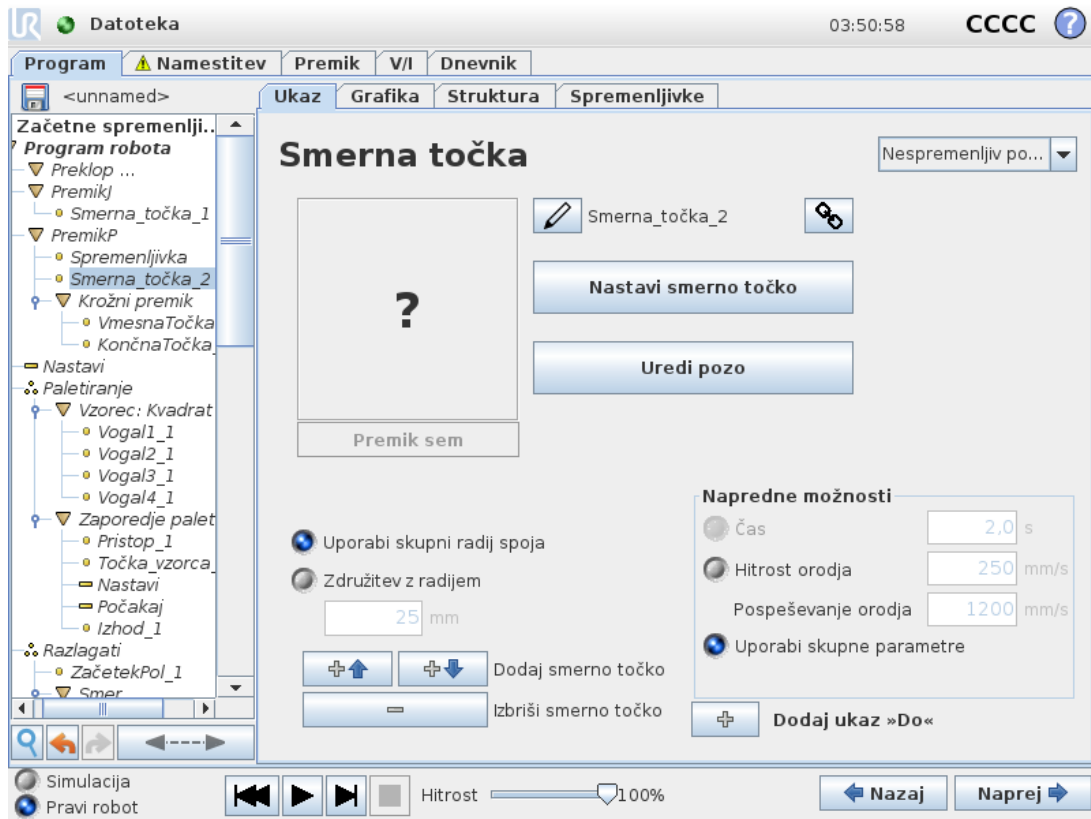 UR Datoteka 03:50:58 CCCC ?
Program Namestitev Premik V/I Dnevnik
<unnamed>
Ukaz Grafika Struktura Spremenljivke
Začetne spremenlji..
Program robota
Preklop ...
PremikJ
Smerna_točka_1
PremikP
Spremenljivka
Smerna_točka_2
Krožni premik
VmesnaTočka
KončnaTočka_
Nastavi
Paletiranje
Vzorec: Kvadrat
Vogal1_1
Vogal2_1
Vogal3_1
Vogal4_1
Zaporedje palet
Pristop_1
Točka_vzorca_
Nastavi
Počakaj
Izhod_1
Razlagati
ZačetekPol_1
Smer
Smerna točka
Nespremenljiv po...
?
Premik sem
Smerna_točka_2
Nastavi smerno točko
Uredi pozo
Uporabi skupni radij spoja
Združitev z radijem
25 mm
Dodaj smerno točko
Izbriši smerno točko
Napredne možnosti
Čas 2,0 s
Hitrost orodja 250 mm/s
Pospeševanje orodja 1200 mm/s
Uporabi skupne parametre
Dodaj ukaz »Do«
Simulacija
Pravi robot
Hitrost 100%
Nazaj Naprej